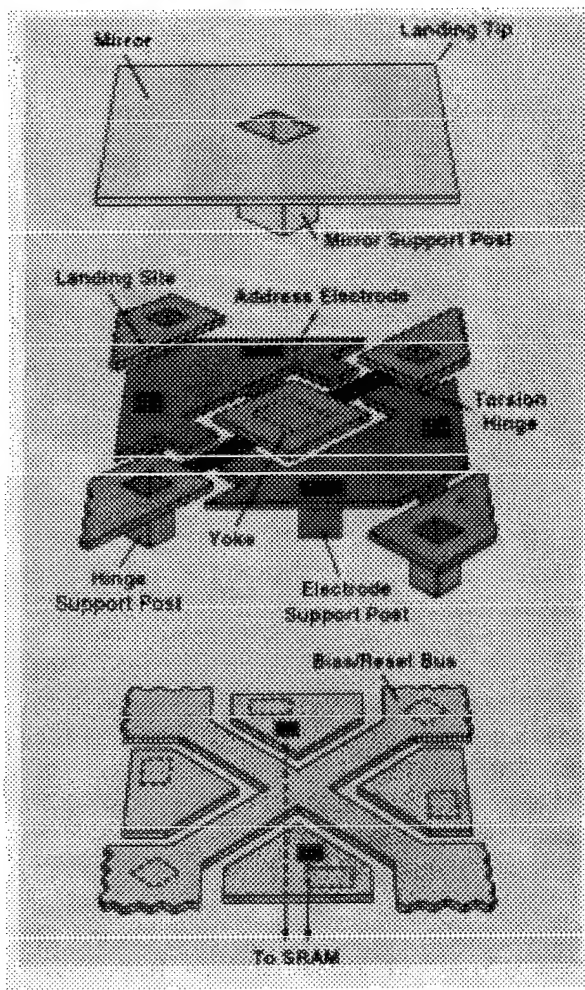 Landing Tip
Mirror
Mirror Support Post
Landing Site
Address Electrode
Torsion
Hinge
Yoke
Hinge
Support Post
Electrode
Support Post
Bias/Reset Bus
To SRAM